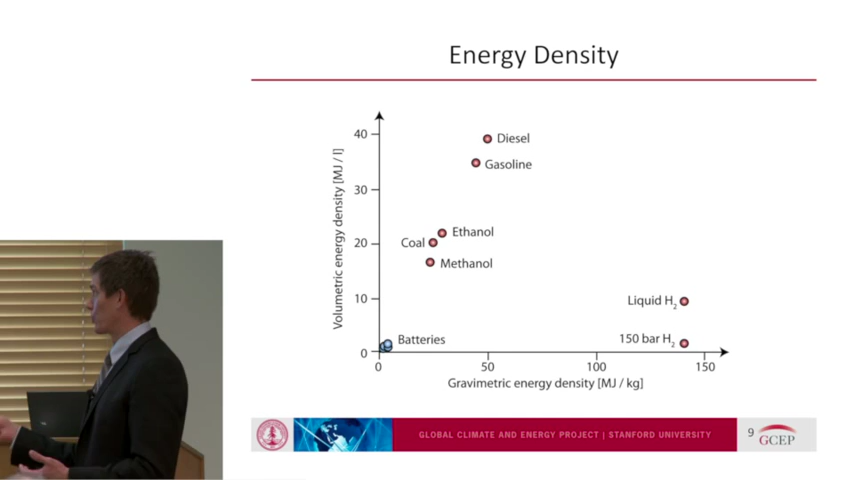 Energy Density
Volumetric energy density [MJ / l]
40
30
20
10
0
Diesel
Gasoline
Ethanol
Coal
Methanol
Liquid H₂
150 bar H₂
Batteries
0 50 100 150
Gravimetric energy density [MJ / kg]
GLOBAL CLIMATE AND ENERGY PROJECT | STANFORD UNIVERSITY
9
GCEP